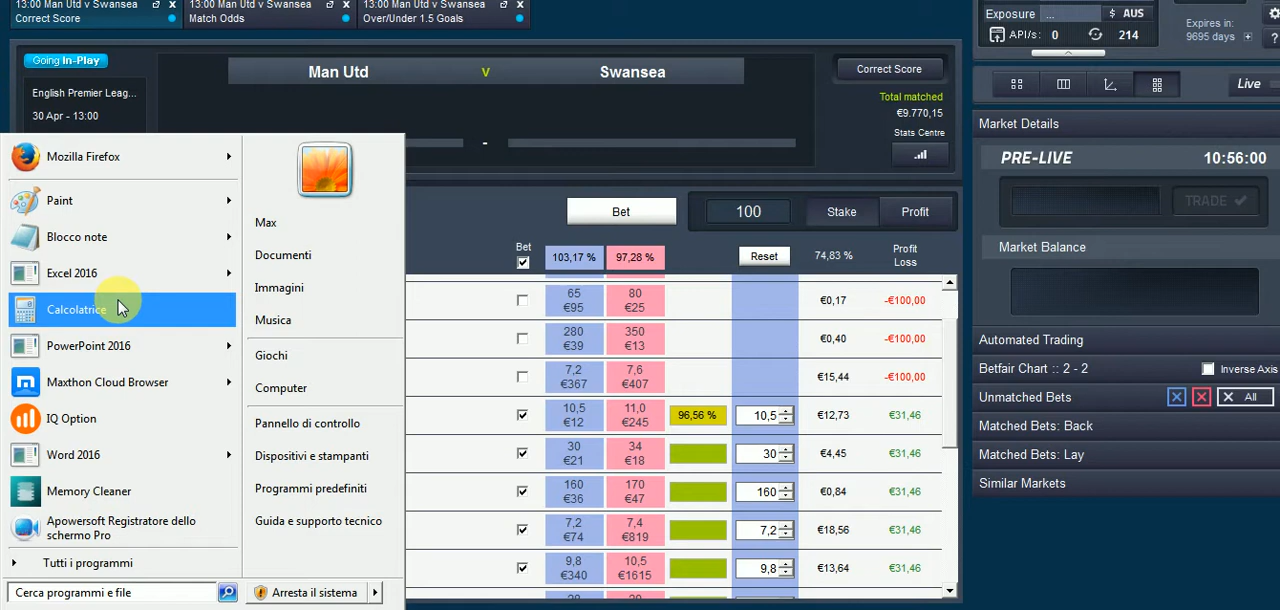 13:00 Man Utd v Swansea
Correct Score
13:00 Man Utd v Swansea
Match Odds
13:00 Man Utd v Swansea
Over/Under 1.5 Goals
Exposure ... $ AUS
API/s: 0 214
Expires in:
9695 days
Going In-Play
Man Utd V Swansea
Correct Score
English Premier Leag...
30 Apr - 13:00
Total matched
€9.770,15
Stats Centre
-
Live
Market Details
PRE-LIVE 10:56:00
TRADE
Market Balance
Automated Trading
Betfair Chart :: 2 - 2 Inverse Axis
Unmatched Bets All
Matched Bets: Back
Matched Bets: Lay
Similar Markets
Mozilla Firefox
Paint
Blocco note
Excel 2016
Calcolatrice
PowerPoint 2016
Maxthon Cloud Browser
IQ Option
Word 2016
Memory Cleaner
Apowersoft Registratore dello
schermo Pro
Tutti i programmi
Cerca programmi e file
Max
Documenti
Immagini
Musica
Giochi
Computer
Pannello di controllo
Dispositivi e stampanti
Programmi predefiniti
Guida e supporto tecnico
Arresta il sistema
Bet 100 Stake Profit
Bet 103,17 % 97,28 % Reset 74,83 % Profit
Loss
65 80 €0,17 -€100,00
€95 €25
280 350 €0,40 -€100,00
€39 €13
7,2 7,6 €15,44 -€100,00
€367 €407
10,5 11,0 96,56 % 10,5 €12,73 €31,46
€12 €245
30 34 30 €4,45 €31,46
€21 €18
160 170 160 €0,84 €31,46
€36 €47
7,2 7,4 7,2 €18,56 €31,46
€74 €819
9,8 10,5 9,8 €13,64 €31,46
€340 €1615